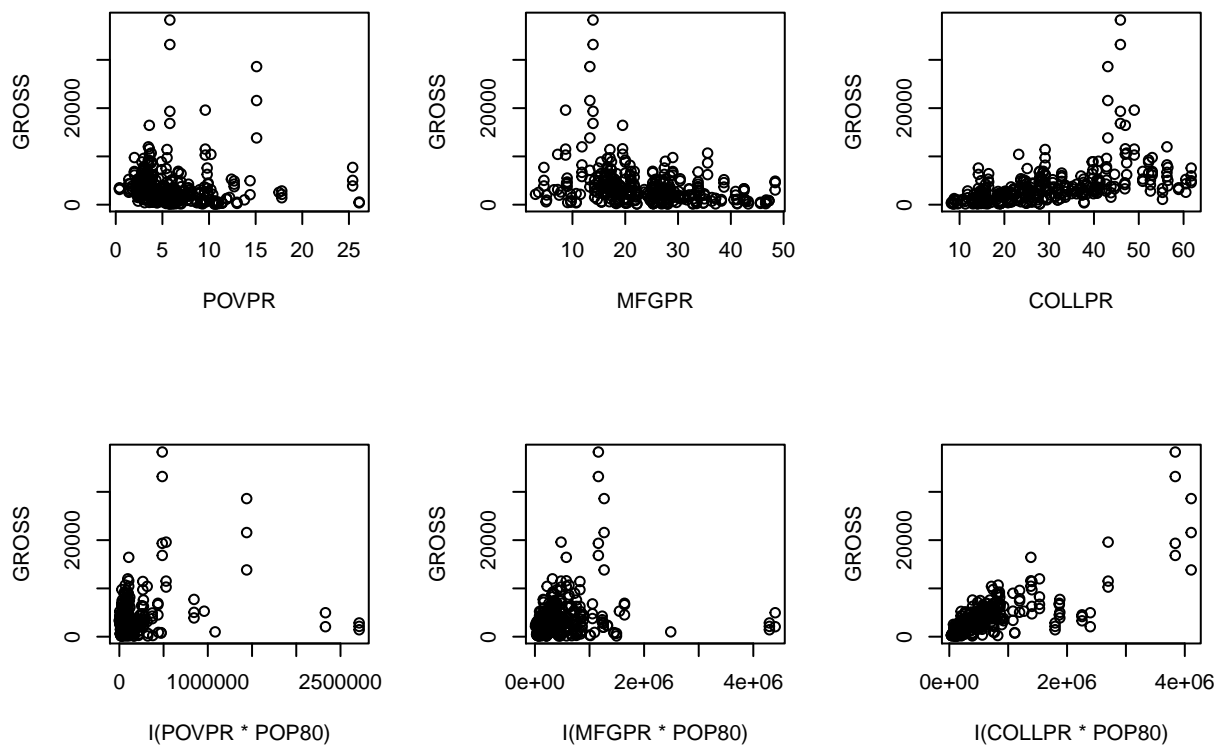 GROSS
0 20000
0 5 10 15 20 25
POVPR
GROSS
0 20000
10 20 30 40 50
MFGPR
GROSS
0 20000
10 20 30 40 50 60
COLLPR
GROSS
0 20000
0 1000000 2500000
I(POVPR * POP80)
GROSS
0 20000
0e+00 2e+06 4e+06
I(MFGPR * POP80)
GROSS
0 20000
0e+00 2e+06 4e+06
I(COLLPR * POP80)